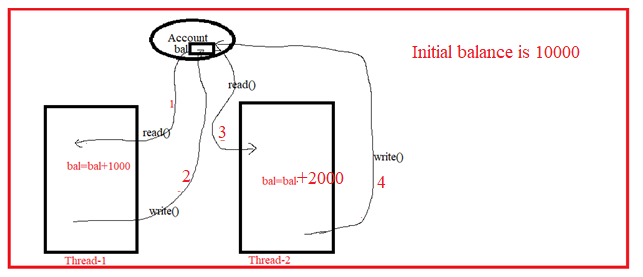 Account
bal
Initial balance is 10000
read()
1
read()
3
bal=bal+1000
2
write()
bal=bal+2000
write()
4
Thread-1
Thread-2